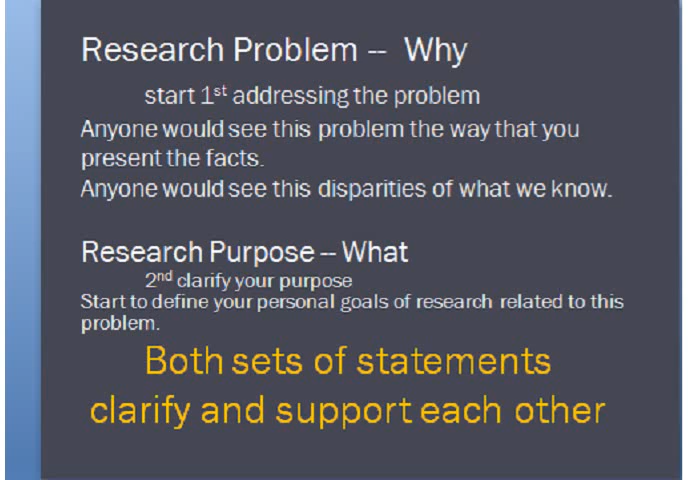 Research Problem -- Why
start 1st addressing the problem
Anyone would see this problem the way that you
present the facts.
Anyone would see this disparities of what we know.
Research Purpose -- What
2nd clarify your purpose
Start to define your personal goals of research related to this
problem.
Both sets of statements
clarify and support each other